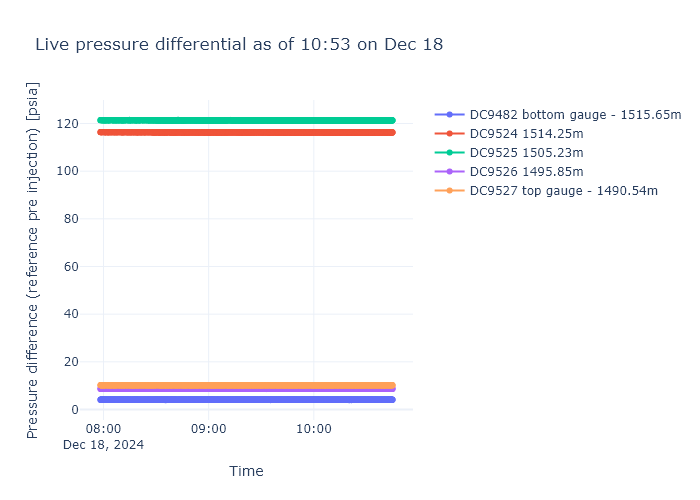 Live pressure differential as of 10:53 on Dec 18
Pressure difference (reference pre injection) [psia]
120
100
80
60
40
20
0
08:00
Dec 18, 2024
09:00
10:00
Time
DC9482 bottom gauge - 1515.65m
DC9524 1514.25m
DC9525 1505.23m
DC9526 1495.85m
DC9527 top gauge - 1490.54m